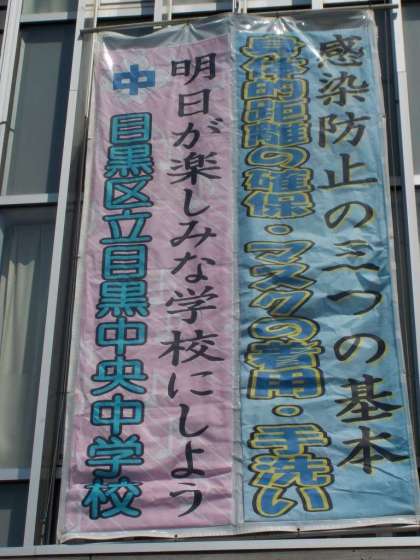 感染防止の三つの基本
身体的距離の確保・マスクの着用・手洗い
明日が楽しみな学校にしよう
中
目黒区立目黒中央中学校